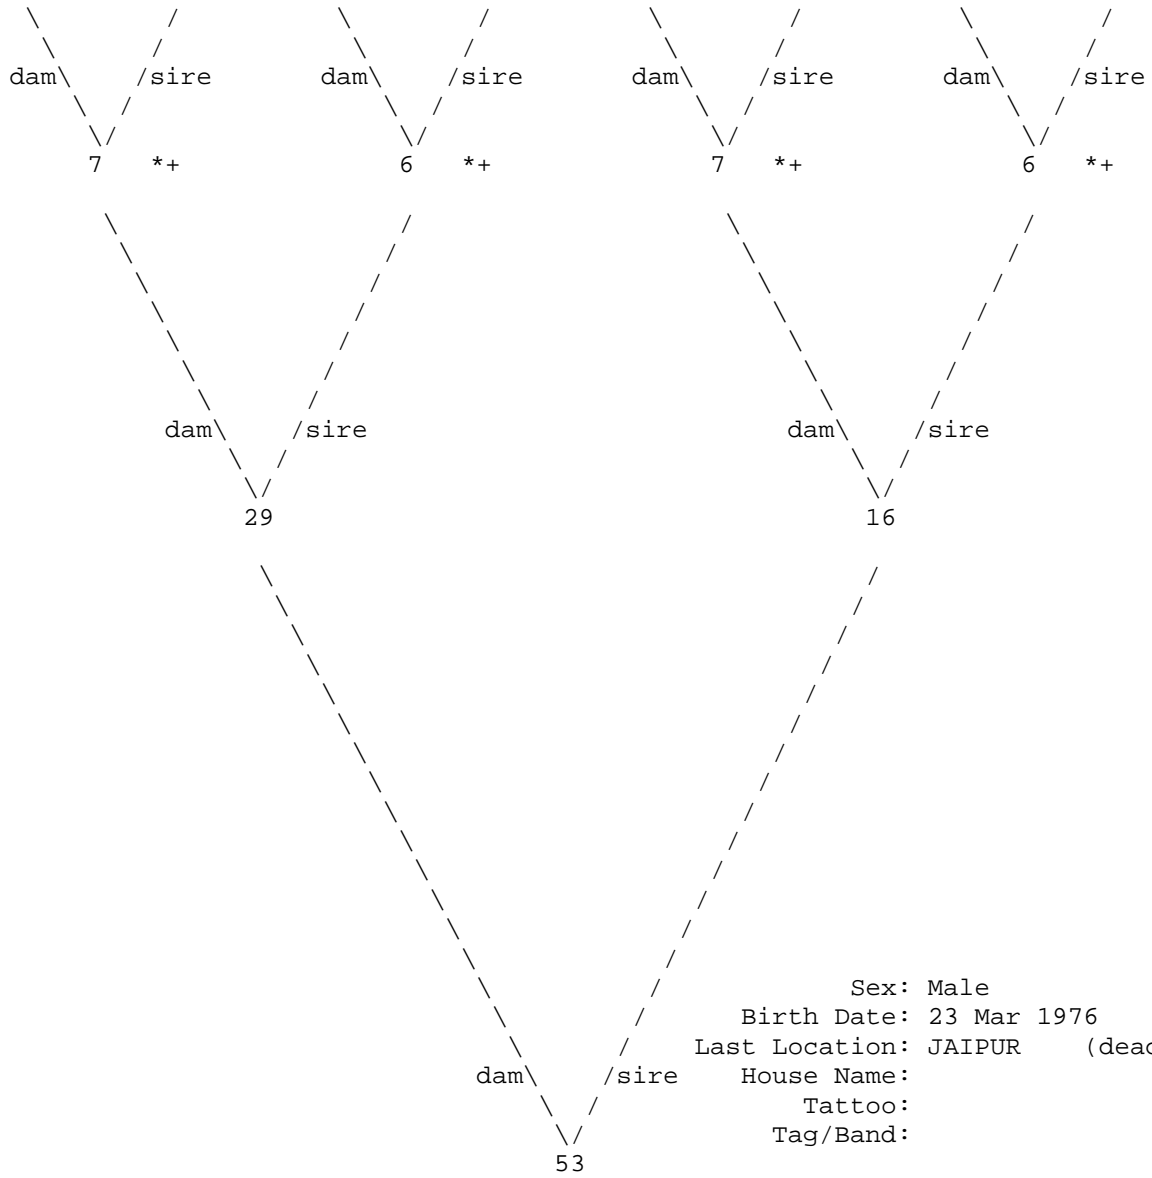 dam sire dam sire dam sire dam sire
7 *+ 6 *+ 7 *+ 6 *+
dam sire dam sire
29 16
Sex: Male
Birth Date: 23 Mar 1976
Last Location: JAIPUR (dead
dam sire House Name:
Tattoo:
Tag/Band:
53